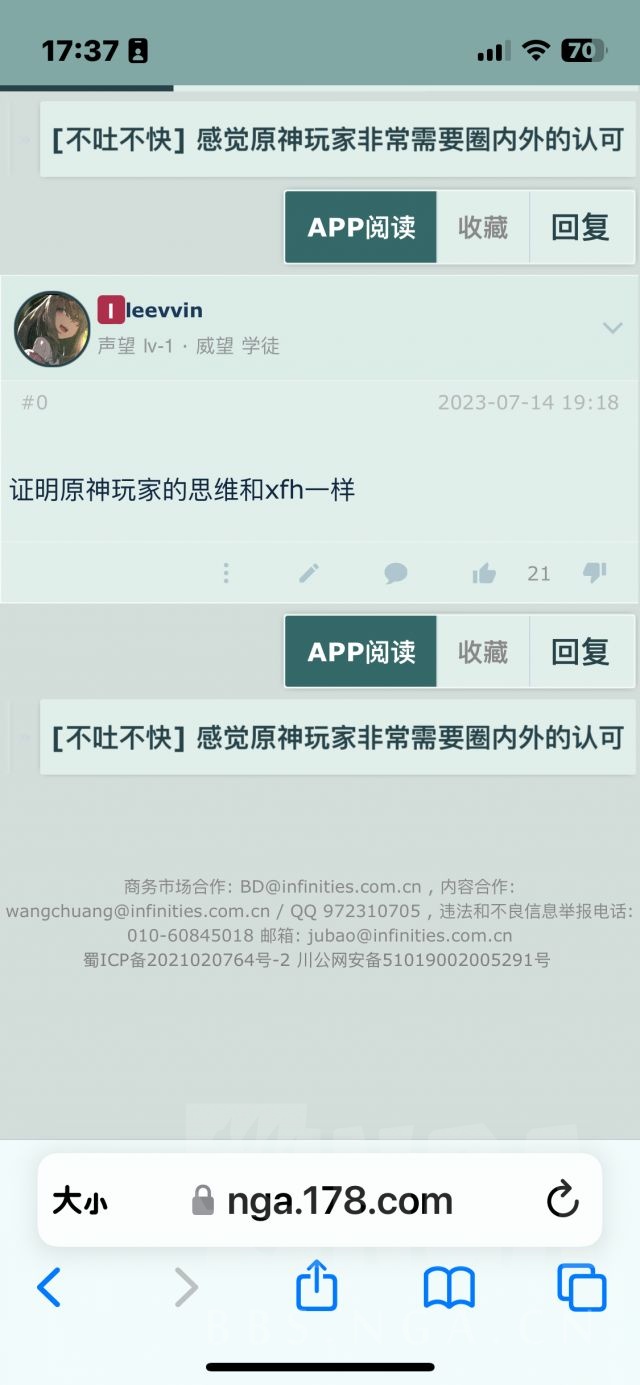 17:37
70
[不吐不快] 感觉原神玩家非常需要圈内外的认可
APP阅读 收藏 回复
lleevvin
声望 lv-1 · 威望 学徒
#0 2023-07-14 19:18
证明原神玩家的思维和xfh一样
21
APP阅读 收藏 回复
[不吐不快] 感觉原神玩家非常需要圈内外的认可
商务市场合作: BD@infinities.com.cn , 内容合作:
wangchuang@infinities.com.cn / QQ 972310705 , 违法和不良信息举报电话:
010-60845018 邮箱: jubao@infinities.com.cn
蜀ICP备2021020764号-2 川公网安备51019002005291号
大小 nga.178.com
BBS.NGA.CN